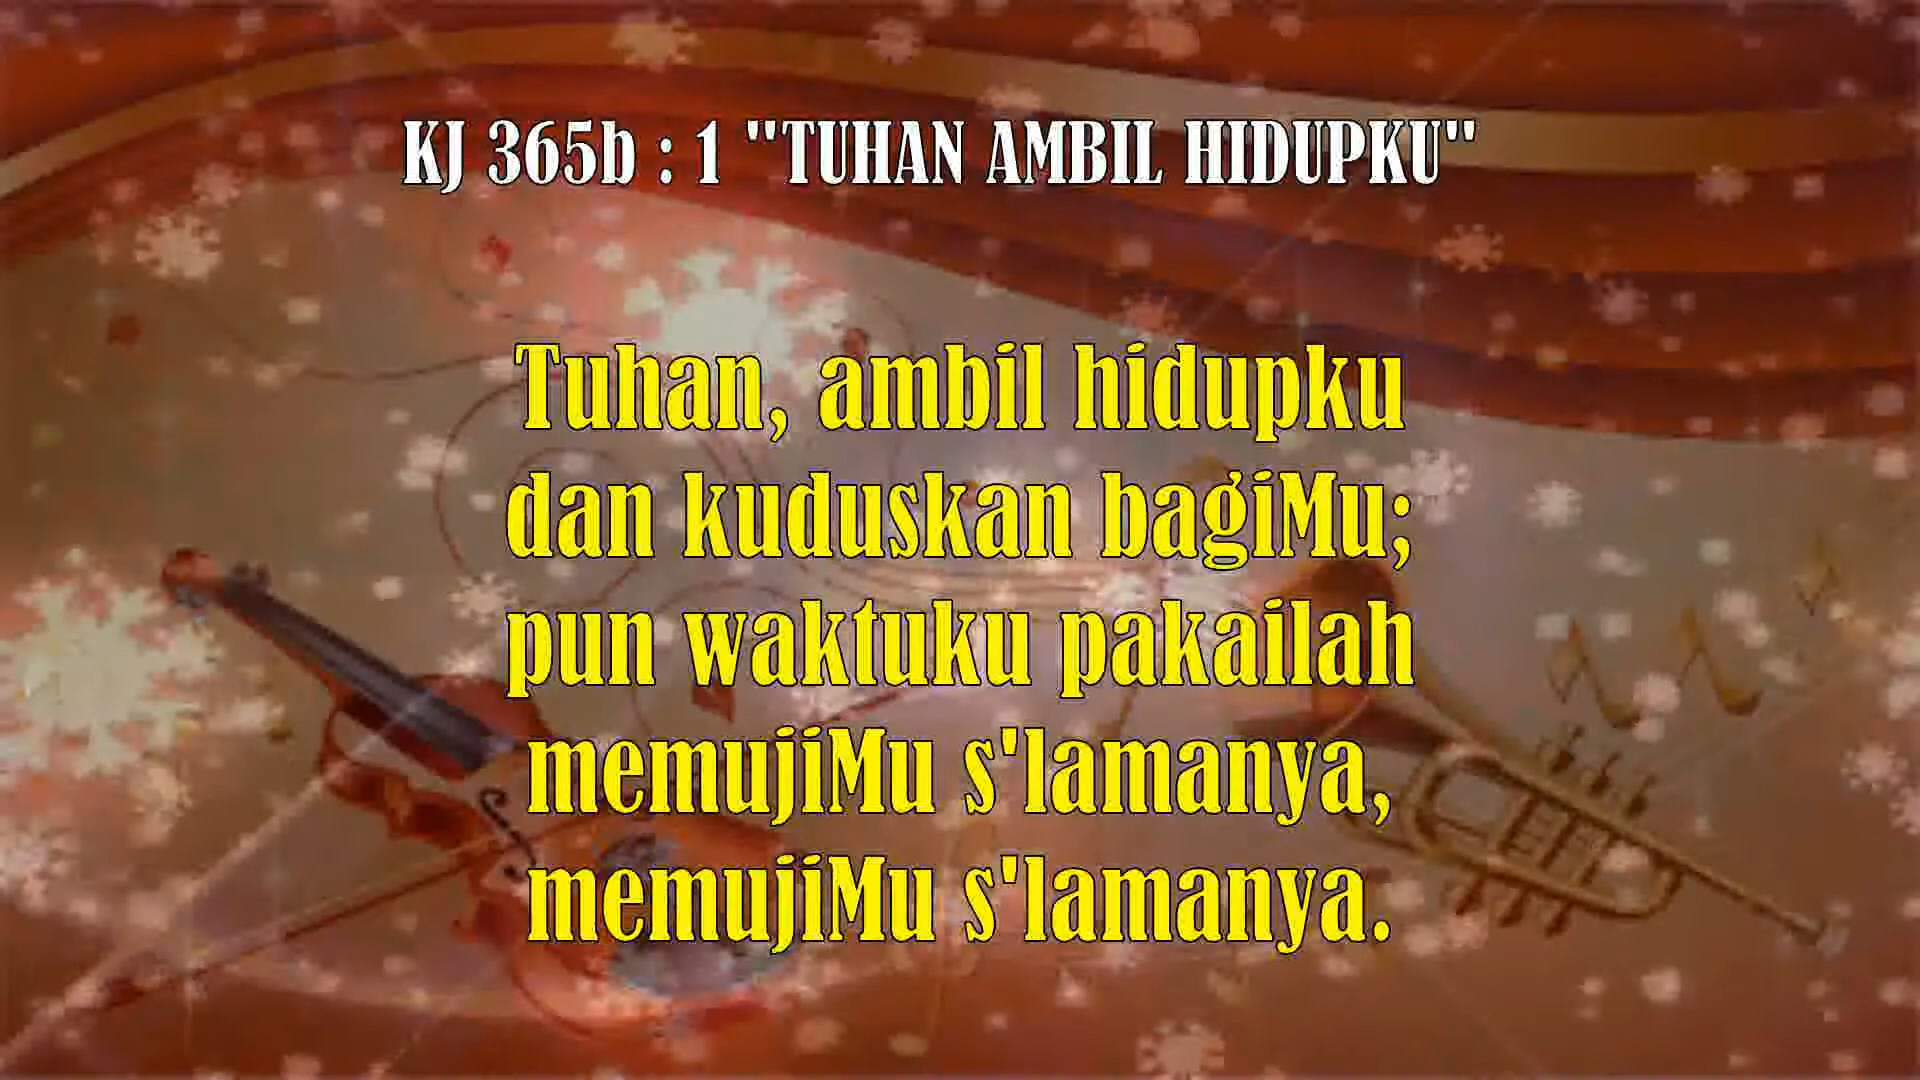 KJ 365b : 1 "TUHAN AMBIL HIDUPKU"
Tuhan, ambil hidupku
dan kuduskan bagiMu;
pun waktuku pakailah
memujiMu s'lamanya,
memujiMu s'lamanya.